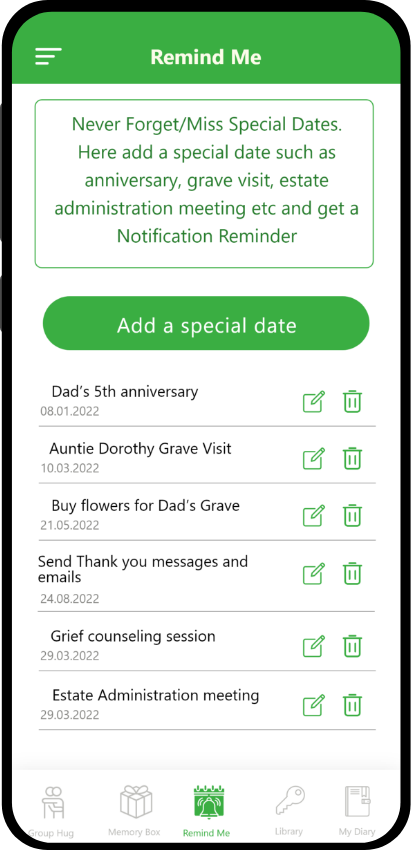 Remind Me
Never Forget/Miss Special Dates.
Here add a special date such as
anniversary, grave visit, estate
administration meeting etc and get a
Notification Reminder
Add a special date
Dad's 5th anniversary
08.01.2022
Auntie Dorothy Grave Visit
10.03.2022
Buy flowers for Dad's Grave
21.05.2022
Send Thank you messages and
emails
24.08.2022
Grief counseling session
29.03.2022
Estate Administration meeting
29.03.2022
Group Hug Memory Box Remind Me Library My Diary